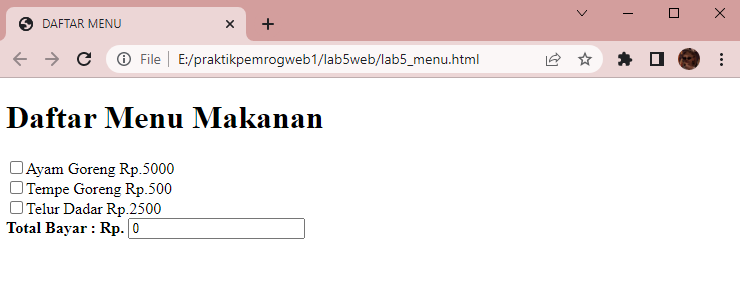 DAFTAR MENU
File E:/praktikpemrogweb1/lab5web/lab5_menu.html
Daftar Menu Makanan
Ayam Goreng Rp.5000
Tempe Goreng Rp.500
Telur Dadar Rp.2500
Total Bayar : Rp. 0